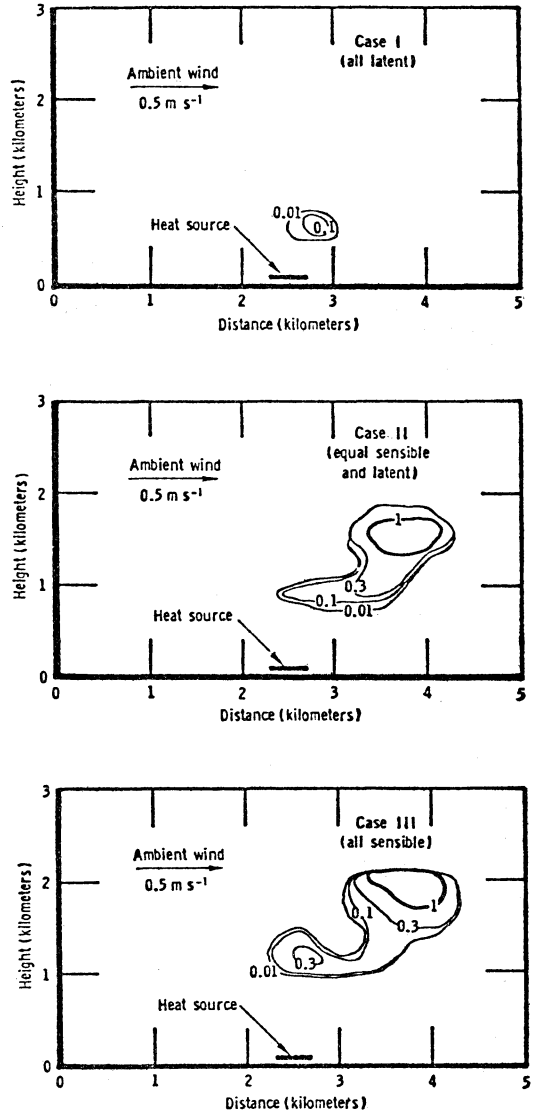 3
Case I
(all latent)
Ambient wind
0.5 m s⁻¹
2
Height (kilometers)
1
0.01
0.1
Heat source
0
0 1 2 3 4 5
Distance (kilometers)
3
Case II
(equal sensible
and latent)
Ambient wind
0.5 m s⁻¹
2
1
Height (kilometers)
1
0.3
0.1
0.01
Heat source
0
0 1 2 3 4 5
Distance (kilometers)
3
Case III
(all sensible)
Ambient wind
0.5 m s⁻¹
2
Height (kilometers)
0.1
1
0.3
1
0.01
0.3
Heat source
0
0 1 2 3 4 5
Distance (kilometers)